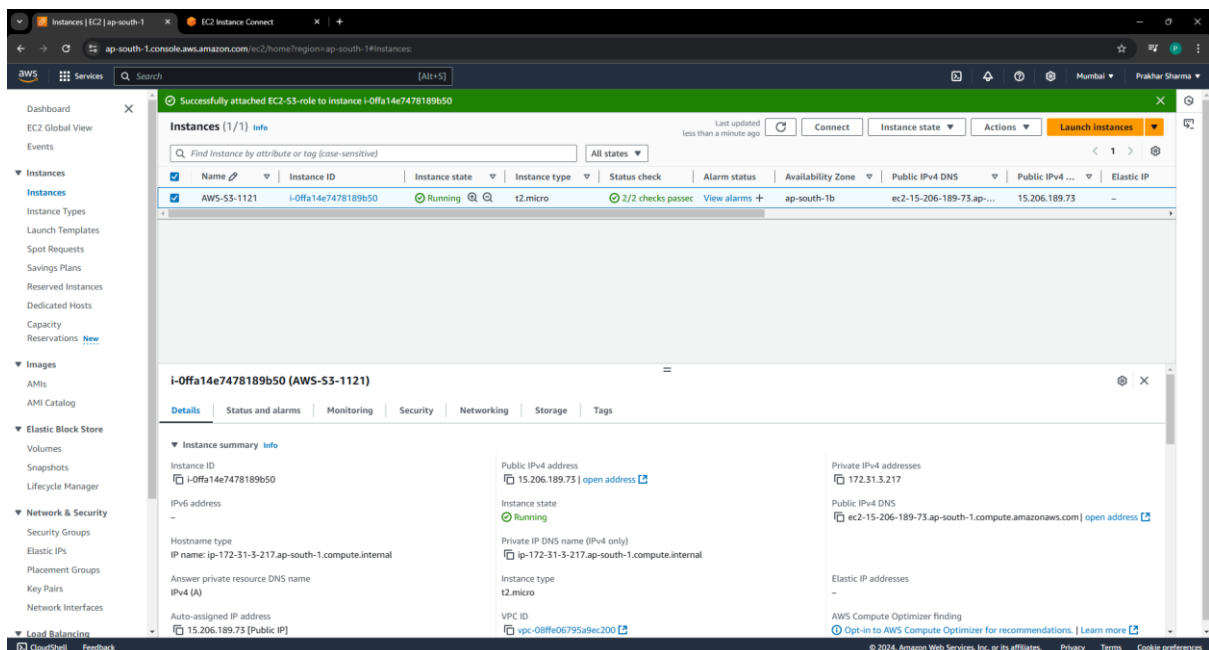 Instances | EC2 | ap-south-1
EC2 Instance Connect
ap-south-1.console.aws.amazon.com/ec2/home?region=ap-south-1#Instances:
aws
Services
Search
[Alt+S]
Mumbai
Prakhar Sharma
Dashboard
EC2 Global View
Events
Instances
Instances
Instance Types
Launch Templates
Spot Requests
Savings Plans
Reserved Instances
Dedicated Hosts
Capacity
Reservations New
Images
AMIs
AMI Catalog
Elastic Block Store
Volumes
Snapshots
Lifecycle Manager
Network & Security
Security Groups
Elastic IPs
Placement Groups
Key Pairs
Network Interfaces
Load Balancing
Successfully attached EC2-S3-role to instance i-0ffa14e7478189b50
Instances (1/1) Info
Last updated
less than a minute ago
Connect
Instance state
Actions
Launch instances
Find Instance by attribute or tag (case-sensitive)
All states
1
Name Instance ID Instance state Instance type Status check Alarm status Availability Zone Public IPv4 DNS Public IPv4 ... Elastic IP
AWS-S3-1121 i-0ffa14e7478189b50 Running t2.micro 2/2 checks passec View alarms + ap-south-1b ec2-15-206-189-73.ap-... 15.206.189.73 –
i-0ffa14e7478189b50 (AWS-S3-1121)
Details Status and alarms Monitoring Security Networking Storage Tags
Instance summary Info
Instance ID
i-0ffa14e7478189b50
Public IPv4 address
15.206.189.73 | open address
Private IPv4 addresses
172.31.3.217
IPv6 address
–
Instance state
Running
Public IPv4 DNS
ec2-15-206-189-73.ap-south-1.compute.amazonaws.com | open address
Hostname type
IP name: ip-172-31-3-217.ap-south-1.compute.internal
Private IP DNS name (IPv4 only)
ip-172-31-3-217.ap-south-1.compute.internal
Answer private resource DNS name
IPv4 (A)
Instance type
t2.micro
Elastic IP addresses
–
Auto-assigned IP address
15.206.189.73 [Public IP]
VPC ID
vpc-08ffe06795a9ec200
AWS Compute Optimizer finding
Opt-in to AWS Compute Optimizer for recommendations. | Learn more
CloudShell Feedback
© 2024, Amazon Web Services, Inc. or its affiliates. Privacy Terms Cookie preferences